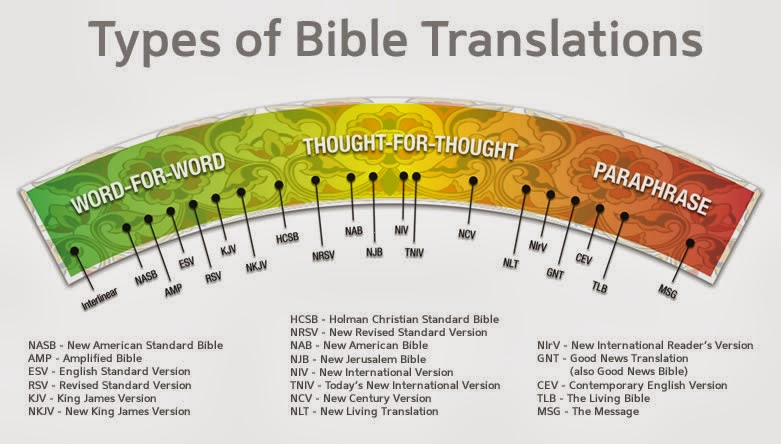 Types of Bible Translations
WORD-FOR-WORD
THOUGHT-FOR-THOUGHT
PARAPHRASE
Interlinear
NASB
AMP
ESV
RSV
KJV
NKJV
HCSB
NRSV
NAB
NJB
NIV
TNIV
NCV
NLT
NIrV
GNT
CEV
TLB
MSG
NASB - New American Standard Bible
AMP - Amplified Bible
ESV - English Standard Version
RSV - Revised Standard Version
KJV - King James Version
NKJV - New King James Version
HCSB - Holman Christian Standard Bible
NRSV - New Revised Standard Version
NAB - New American Bible
NJB - New Jerusalem Bible
NIV - New International Version
TNIV - Today's New International Version
NCV - New Century Version
NLT - New Living Translation
NIrV - New International Reader's Version
GNT - Good News Translation
(also Good News Bible)
CEV - Contemporary English Version
TLB - The Living Bible
MSG - The Message